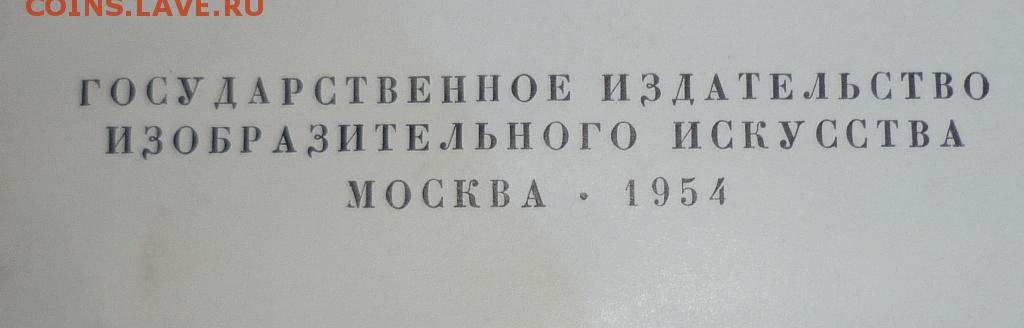 COINS.LAVE.RU
ГОСУДАРСТВЕННОЕ ИЗДАТЕЛЬСТВО
ИЗОБРАЗИТЕЛЬНОГО ИСКУССТВА
МОСКВА · 1954